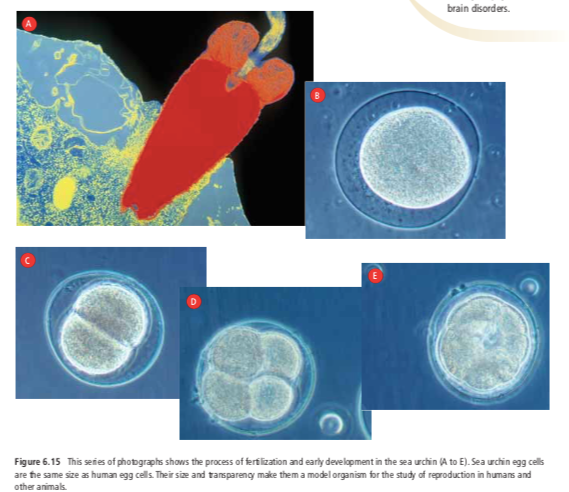 brain disorders.
A
B
C
D
E
Figure 6.15 This series of photographs shows the process of fertilization and early development in the sea urchin (A to E). Sea urchin egg cells
are the same size as human egg cells. Their size and transparency make them a model organism for the study of reproduction in humans and
other animals.